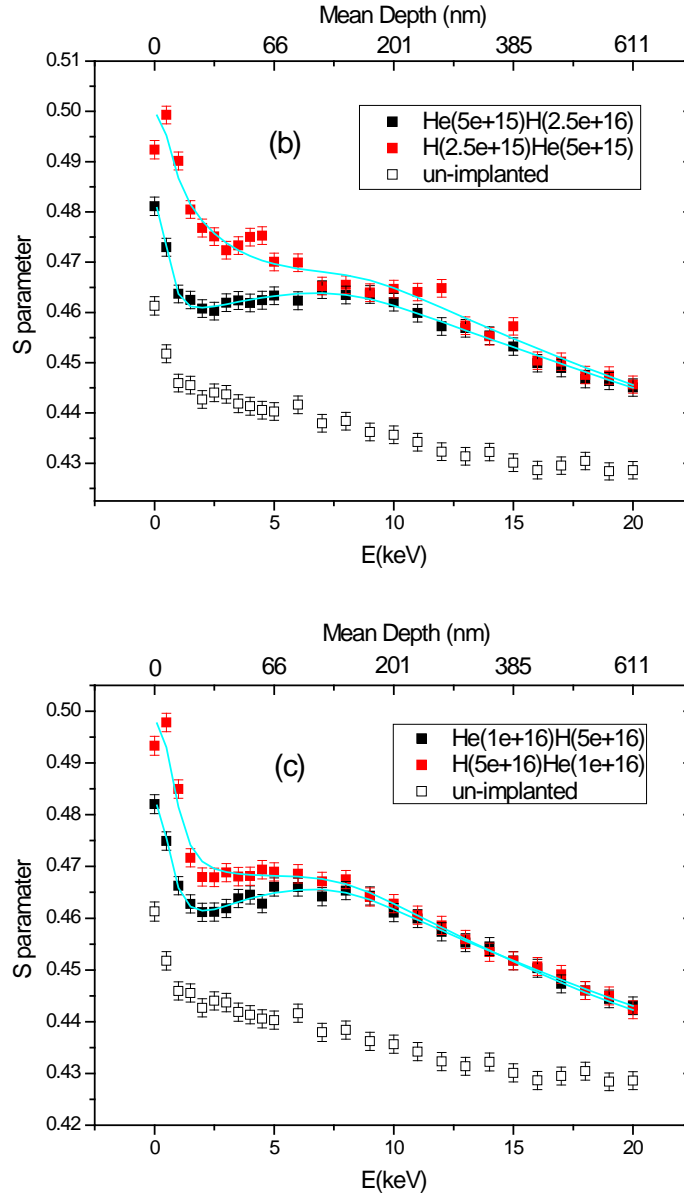 Mean Depth (nm)
0 66 201 385 611
0.51
0.50
0.49
0.48
0.47
0.46
0.45
0.44
0.43
S parameter
(b)
He(5e+15)H(2.5e+16)
H(2.5e+15)He(5e+15)
un-implanted
0 5 10 15 20
E(keV)
Mean Depth (nm)
0 66 201 385 611
0.50
0.49
0.48
0.47
0.46
0.45
0.44
0.43
0.42
S paramater
(c)
He(1e+16)H(5e+16)
H(5e+16)He(1e+16)
un-implanted
0 5 10 15 20
E(keV)